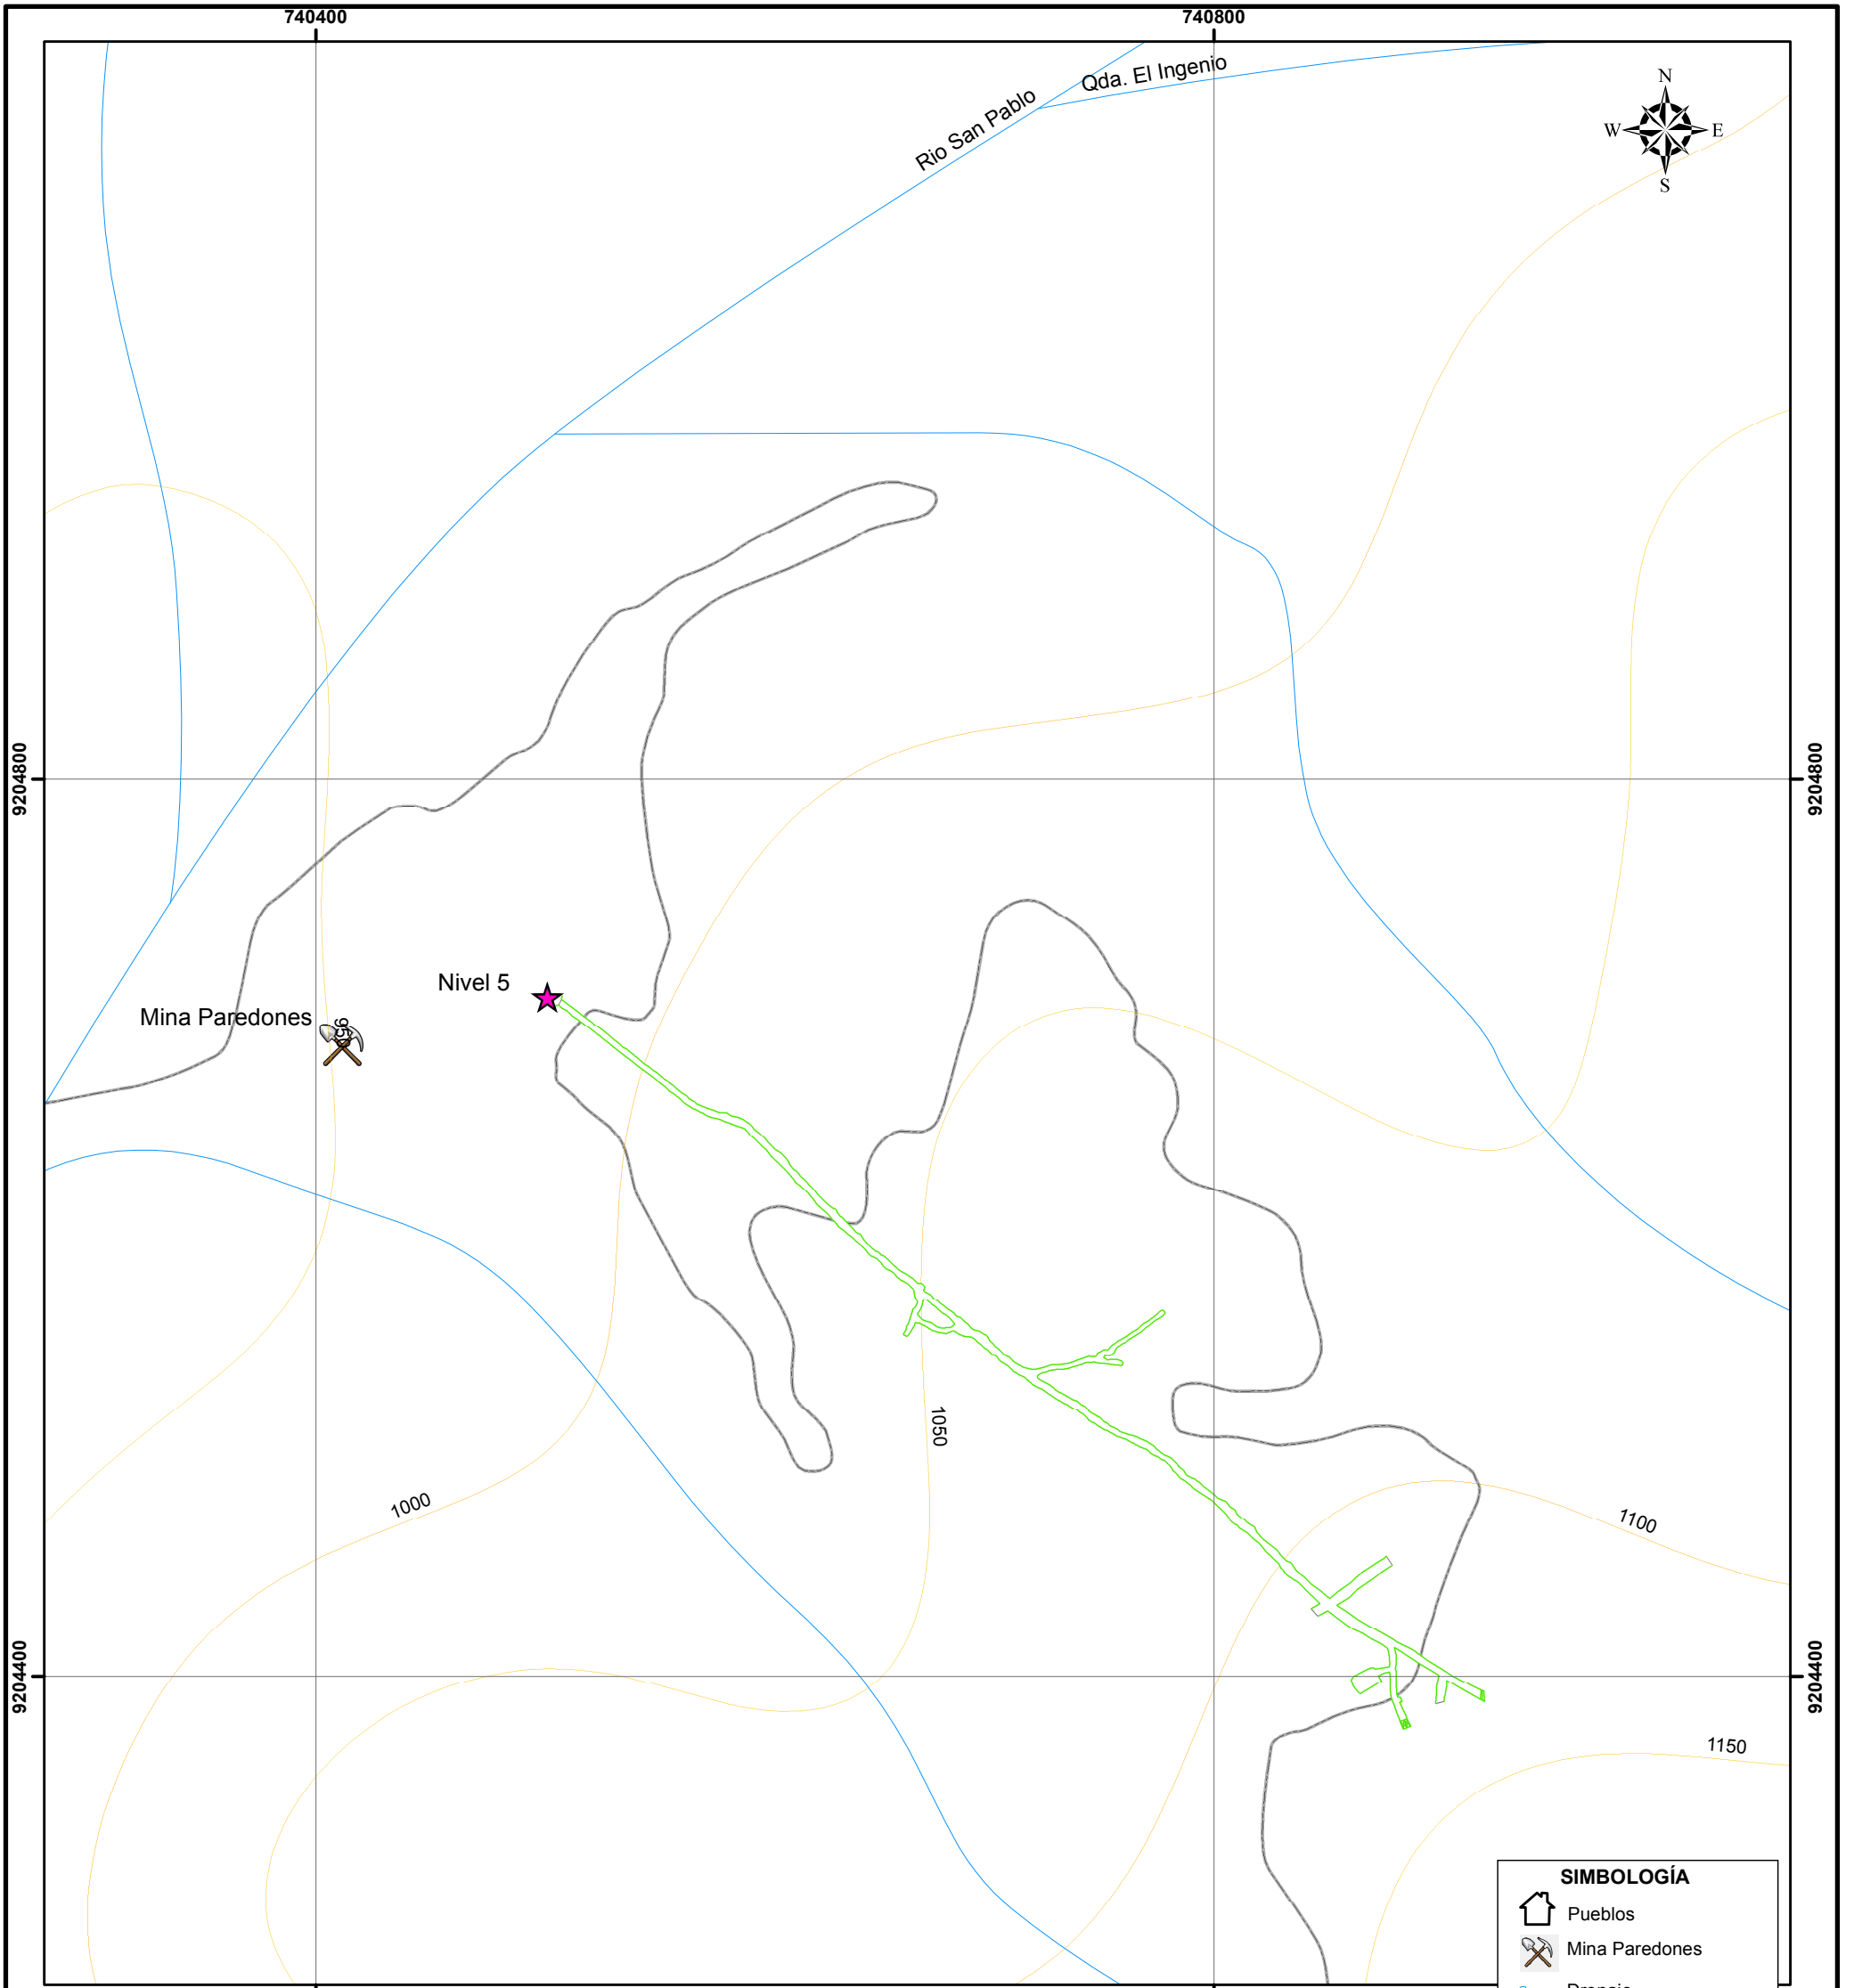 740400
740800
Qda. El Ingenio
Rio San Pablo
N
W E
S
9204800
9204800
Nivel 5
Mina Paredones
950
1050
1000
1100
9204400
9204400
1150
SIMBOLOGÍA
Pueblos
Mina Paredones